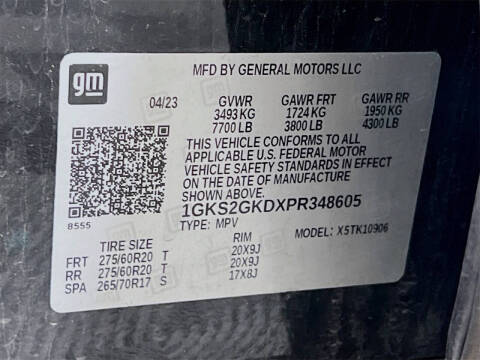 gm
MFD BY GENERAL MOTORS LLC
04/23 GVWR GAWR FRT GAWR RR
3493 KG 1724 KG 1950 KG
7700 LB 3800 LB 4300 LB
THIS VEHICLE CONFORMS TO ALL
APPLICABLE U.S. FEDERAL MOTOR
VEHICLE SAFETY STANDARDS IN EFFECT
ON THE DATE OF MANUFACTURE
SHOWN ABOVE.
1GKS2GKDXPR348605
8555 TYPE: MPV MODEL: X5TK10906
TIRE SIZE RIM
FRT 275/60R20 T 20X9J
RR 275/60R20 T 20X9J
SPA 265/70R17 S 17X8J